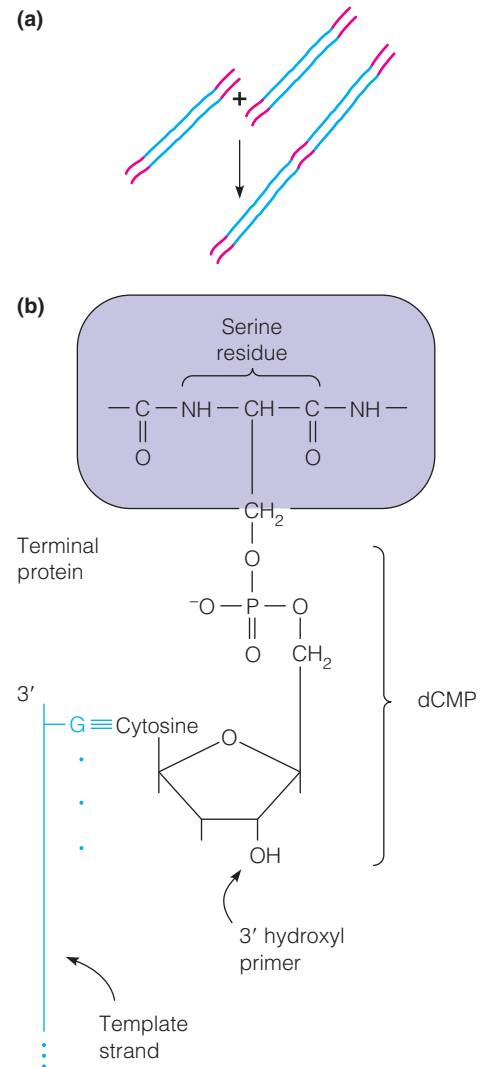 (a)
+
(b)
Serine
residue
C NH CH C NH
O O
CH2
Terminal
protein
O
⁻O P O
O CH2
3′ dCMP
G Cytosine O
OH
3′ hydroxyl
primer
Template
strand